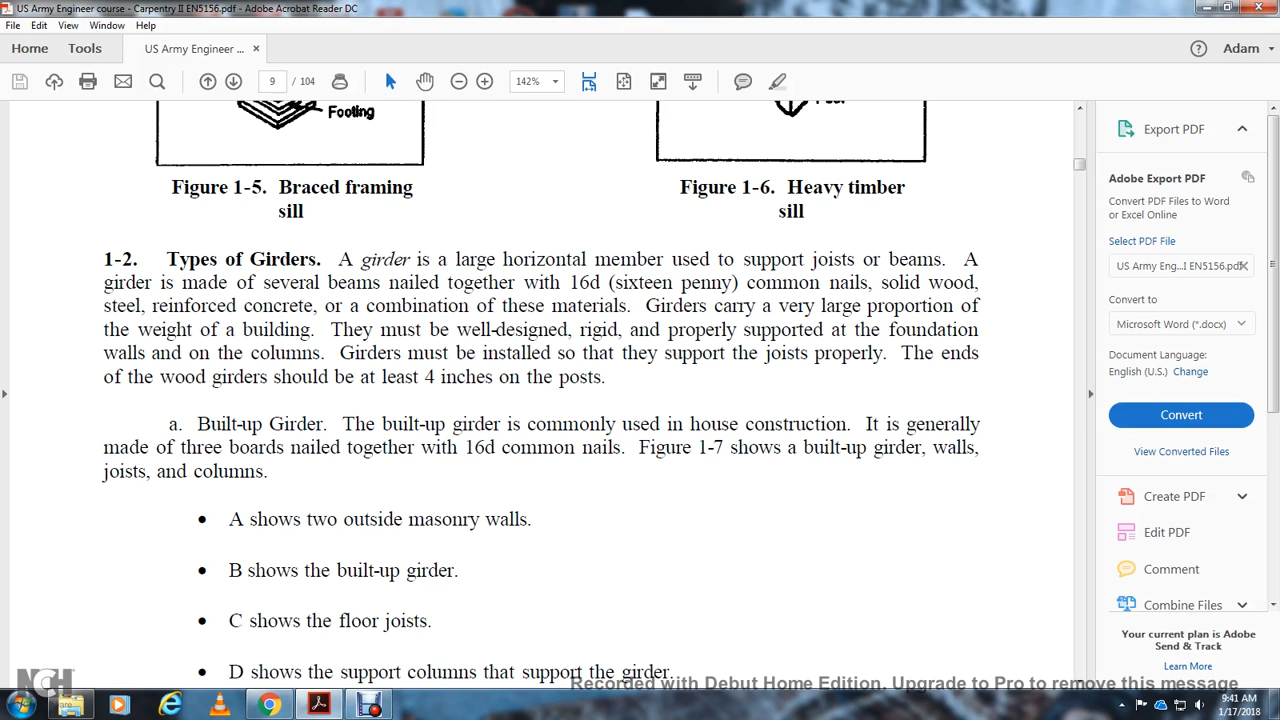 US Army Engineer course - Carpentry II EN5156.pdf - Adobe Acrobat Reader DC
File Edit View Window Help
Home Tools US Army Engineer ... × Adam
9 / 104 142%
Footing
Figure 1-5. Braced framing
sill
Figure 1-6. Heavy timber
sill
1-2. Types of Girders. A girder is a large horizontal member used to support joists or beams. A
girder is made of several beams nailed together with 16d (sixteen penny) common nails, solid wood,
steel, reinforced concrete, or a combination of these materials. Girders carry a very large proportion of
the weight of a building. They must be well-designed, rigid, and properly supported at the foundation
walls and on the columns. Girders must be installed so that they support the joists properly. The ends
of the wood girders should be at least 4 inches on the posts.
a. Built-up Girder. The built-up girder is commonly used in house construction. It is generally
made of three boards nailed together with 16d common nails. Figure 1-7 shows a built-up girder, walls,
joists, and columns.
• A shows two outside masonry walls.
• B shows the built-up girder.
• C shows the floor joists.
• D shows the support columns that support the girder.
Export PDF
Adobe Export PDF
Convert PDF Files to Word
or Excel Online
Select PDF File
US Army Eng...I EN5156.pdf
Convert to
Microsoft Word (*.docx)
Document Language:
English (U.S.) Change
Convert
View Converted Files
Create PDF
Edit PDF
Comment
Combine Files
Your current plan is Adobe
Send & Track
Learn More
NCH
Recorded with Debut Home Edition. Upgrade to Pro to remove this message
9:41 AM
1/17/2018